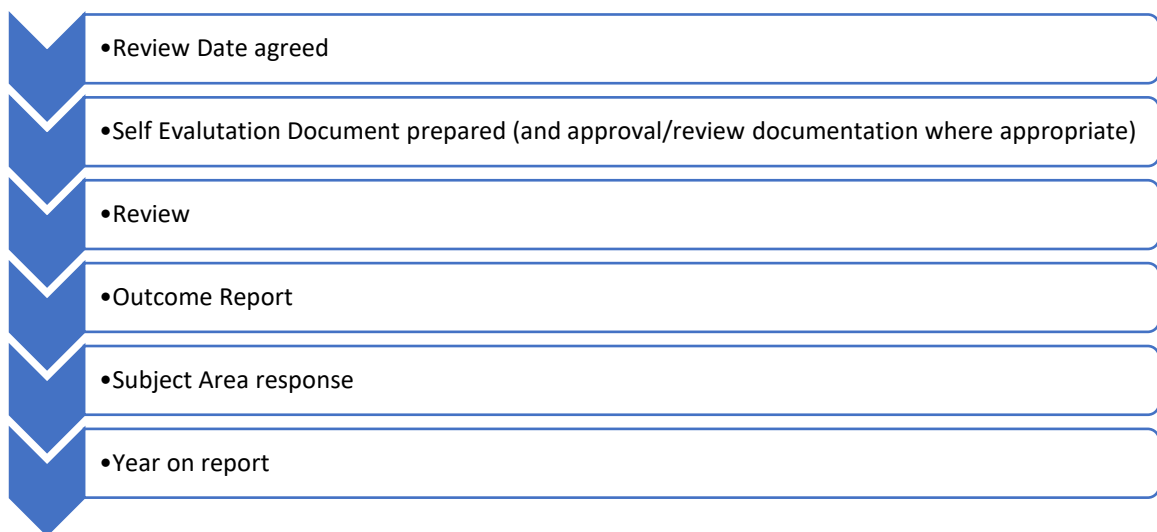 •Review Date agreed
•Self Evalutation Document prepared (and approval/review documentation where appropriate)
•Review
•Outcome Report
•Subject Area response
•Year on report